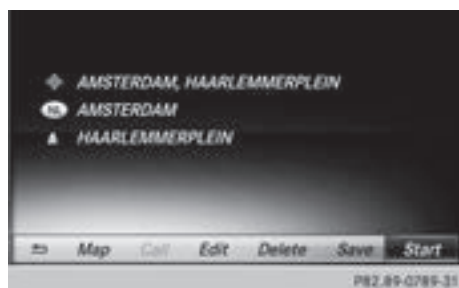 AMSTERDAM, HAARLEMMERPLEIN
NL AMSTERDAM
HAARLEMMERPLEIN
Map Call Edit Delete Save Start
P82.89-0789-31